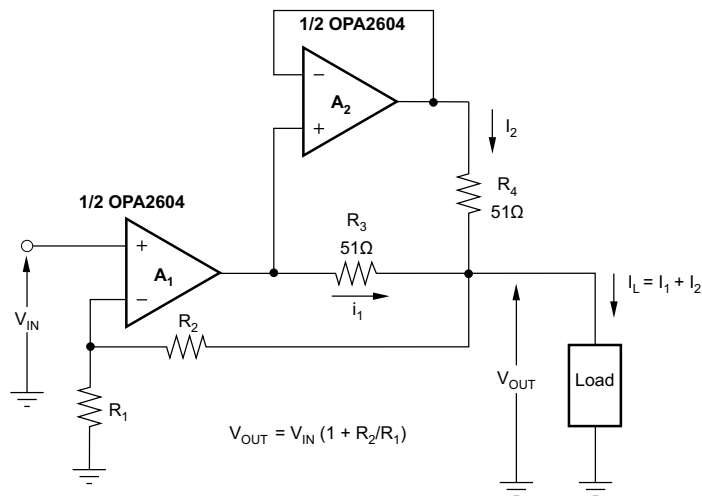 1/2 OPA2604
−
A2
+
I2
R4
51Ω
1/2 OPA2604
R3
51Ω
+
A1
−
i1
IL = I1 + I2
VIN
R2
VOUT
Load
R1
VOUT = VIN (1 + R2/R1)